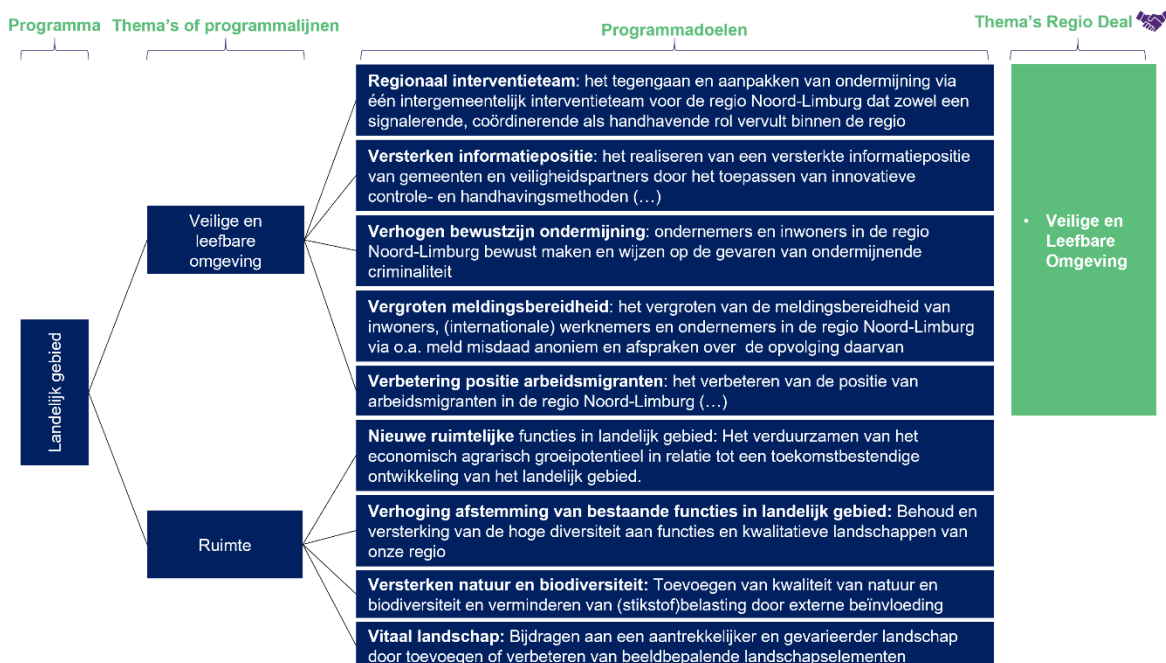 Programma
Thema's of programmalijnen
Programmadoelen
Thema's Regio Deal
Landelijk gebied
Veilige en
leefbare
omgeving
Regionaal interventieteam: het tegengaan en aanpakken van ondermijning via
één intergemeentelijk interventieteam voor de regio Noord-Limburg dat zowel een
signalerende, coördinerende als handhavende rol vervult binnen de regio
Versterken informatiepositie: het realiseren van een versterkte informatiepositie
van gemeenten en veiligheidspartners door het toepassen van innovatieve
controle- en handhavingsmethoden (…)
Verhogen bewustzijn ondermijning: ondernemers en inwoners in de regio
Noord-Limburg bewust maken en wijzen op de gevaren van ondermijnende
criminaliteit
Vergroten meldingsbereidheid: het vergroten van de meldingsbereidheid van
inwoners, (internationale) werknemers en ondernemers in de regio Noord-Limburg
via o.a. meld misdaad anoniem en afspraken over de opvolging daarvan
Verbetering positie arbeidsmigranten: het verbeteren van de positie van
arbeidsmigranten in de regio Noord-Limburg (…)
• Veilige en
Leefbare
Omgeving
Ruimte
Nieuwe ruimtelijke functies in landelijk gebied: Het verduurzamen van het
economisch agrarisch groeipotentieel in relatie tot een toekomstbestendige
ontwikkeling van het landelijk gebied.
Verhoging afstemming van bestaande functies in landelijk gebied: Behoud en
versterking van de hoge diversiteit aan functies en kwalitatieve landschappen van
onze regio
Versterken natuur en biodiversiteit: Toevoegen van kwaliteit van natuur en
biodiversiteit en verminderen van (stikstof)belasting door externe beïnvloeding
Vitaal landschap: Bijdragen aan een aantrekkelijker en gevarieerder landschap
door toevoegen of verbeteren van beeldbepalende landschapselementen